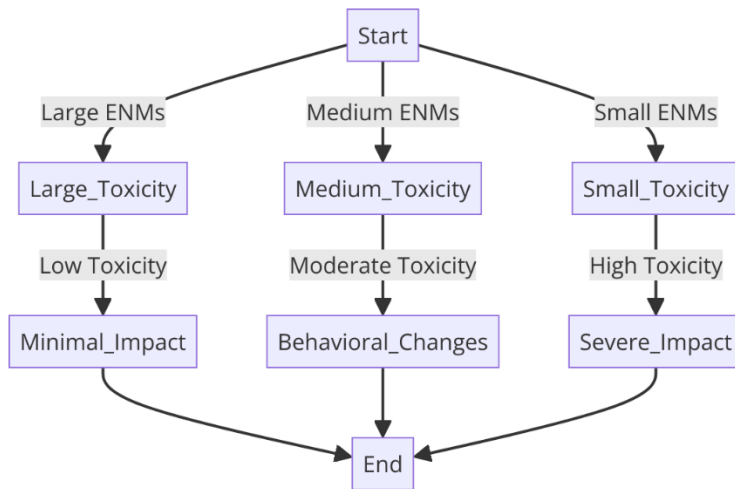 Start
Large ENMs
Medium ENMs
Small ENMs
Large_Toxicity
Medium_Toxicity
Small_Toxicity
Low Toxicity
Moderate Toxicity
High Toxicity
Minimal_Impact
Behavioral_Changes
Severe_Impact
End